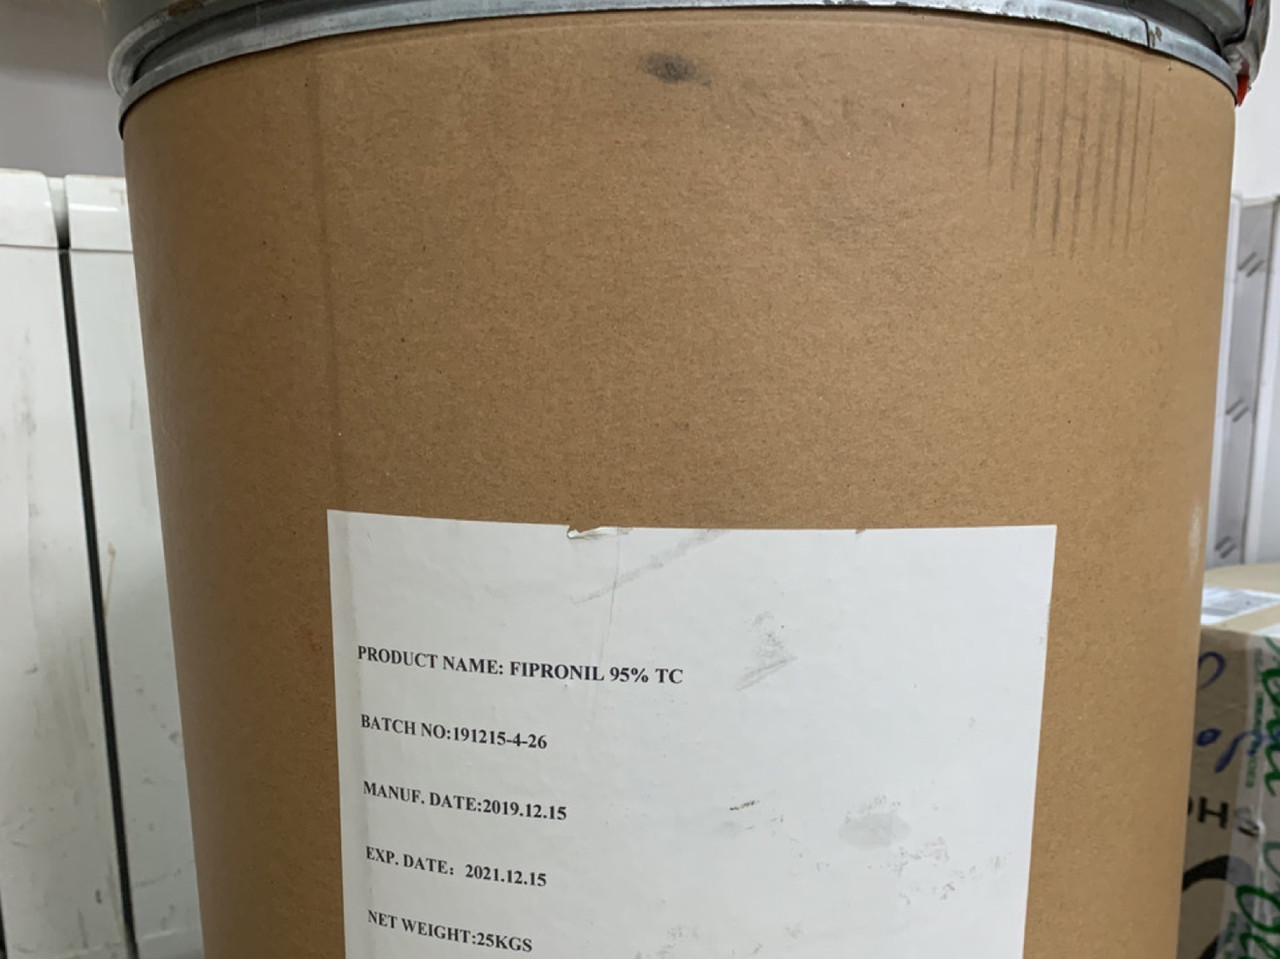 PRODUCT NAME: FIPRONIL 95% TC
BATCH NO:191215-4-26
MANUF. DATE:2019.12.15
EXP. DATE: 2021.12.15
NET WEIGHT:25KGS